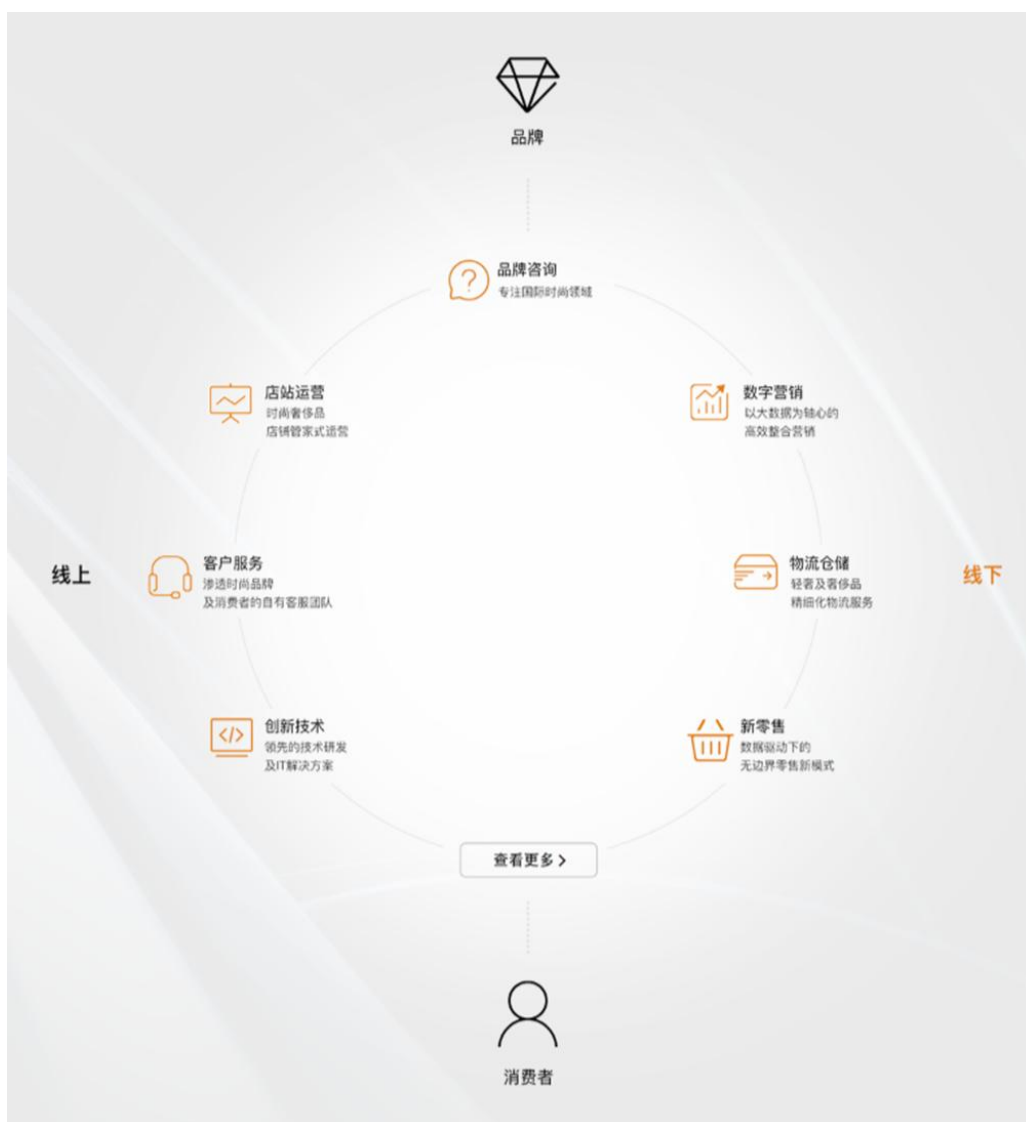 品牌
品牌咨询
专注国际时尚领域
店站运营
时尚奢侈品
店铺管家式运营
数字营销
以大数据为轴心的
高效整合营销
线上
客户服务
渗透时尚品牌
及消费者的自有客服团队
物流仓储
轻奢及奢侈品
精细化物流服务
线下
创新技术
领先的技术研发
及IT解决方案
</>
新零售
数据驱动下的
无边界零售新模式
查看更多 >
消费者